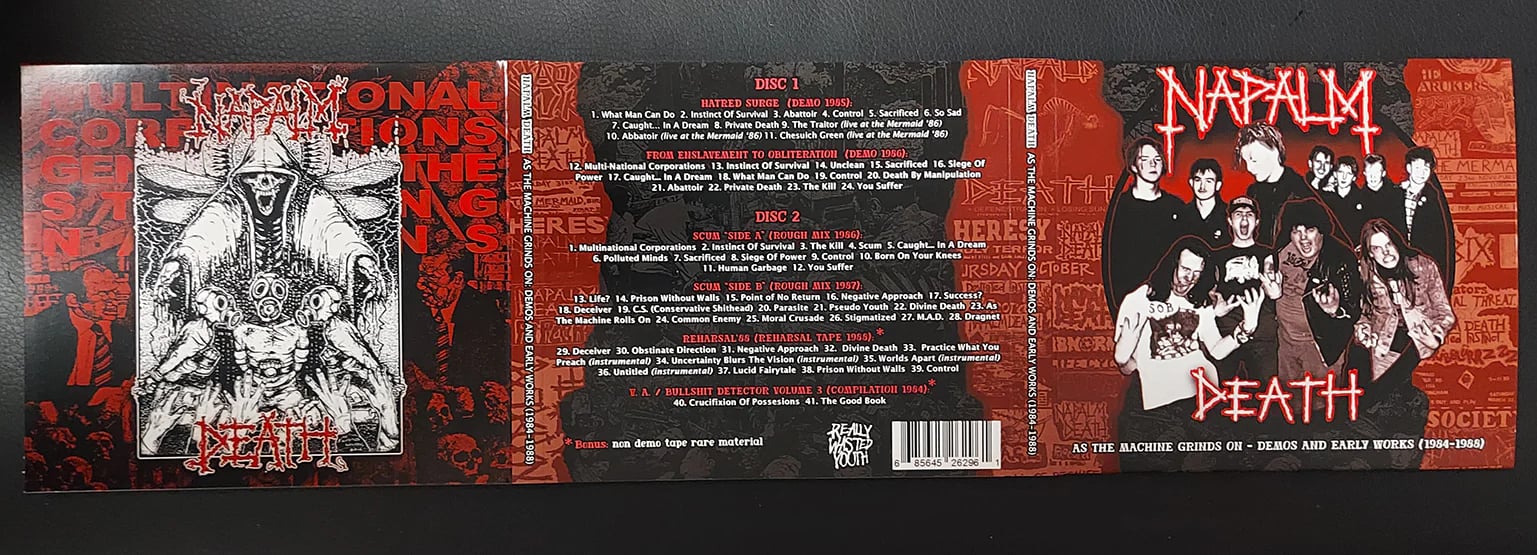 NAPALM
DEATH
MULTINATIONAL
CORP IONS
GEN THE
NAPALM DEATH AS THE MACHINE GRINDS ON: DEMOS AND EARLY WORKS (1984-1988)
DISC 1
HATRED SURGE (DEMO 1985):
1. What Man Can Do 2. Instinct Of Survival 3. Abattoir 4. Control 5. Sacrificed 6. So Sad
7. Caught... In A Dream 8. Private Death 9. The Traitor (live at the Mermaid '86)
10. Abbatoir (live at the Mermaid '86) 11. Chesuich Green (live at the Mermaid '86)
FROM ENSLAVEMENT TO OBLITERATION (DEMO 1986):
12. Multi-National Corporations 13. Instinct Of Survival 14. Unclean 15. Sacrificed 16. Siege Of
Power 17. Caught... In A Dream 18. What Man Can Do 19. Control 20. Death By Manipulation
21. Abattoir 22. Private Death 23. The Kill 24. You Suffer
DISC 2
SCUM "SIDE A" (ROUGH MIX 1986):
1. Multinational Corporations 2. Instinct Of Survival 3. The Kill 4. Scum 5. Caught... In A Dream
6. Polluted Minds 7. Sacrificed 8. Siege Of Power 9. Control 10. Born On Your Knees
11. Human Garbage 12. You Suffer
SCUM "SIDE B" (ROUGH MIX 1987):
13. Life? 14. Prison Without Walls 15. Point of No Return 16. Negative Approach 17. Success?
18. Deceiver 19. C.S. (Conservative Shithead) 20. Parasite 21. Pseudo Youth 22. Divine Death 23. As
The Machine Rolls On 24. Common Enemy 25. Moral Crusade 26. Stigmatized 27. M.A.D. 28. Dragnet
REHARSAL'88 (REHARSAL TAPE 1988): *
29. Deceiver 30. Obstinate Direction 31. Negative Approach 32. Divine Death 33. Practice What You
Preach (instrumental) 34. Uncertainty Blurs The Vision (instrumental) 35. Worlds Apart (instrumental)
36. Untitled (instrumental) 37. Lucid Fairytale 38. Prison Without Walls 39. Control
V. A. / BULLSHIT DETECTOR VOLUME 3 (COMPILATION 1984) *
40. Crucifixion Of Possesions 41. The Good Book
* Bonus: non demo tape rare material
REALLY
WASTED
YOUTH
6 85645 26296 1
HERESY
DEATH
NAPALM DEATH AS THE MACHINE GRINDS ON: DEMOS AND EARLY WORKS (1984-1988)
NAPALM
DEATH
AS THE MACHINE GRINDS ON - DEMOS AND EARLY WORKS (1984-1988)
SOCIETY